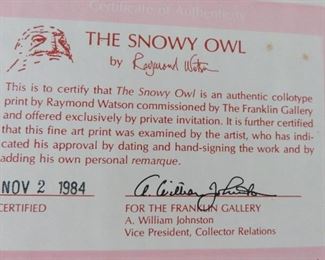 Certificate of Authenticity
THE SNOWY OWL
by Raymond Watson
This is to certify that The Snowy Owl is an authentic collotype
print by Raymond Watson commissioned by The Franklin Gallery
and offered exclusively by private invitation. It is further certified
that this fine art print was examined by the artist, who has indi-
cated his approval by dating and hand-signing the work and by
adding his own personal remarque.
NOV 2 1984
A. William Johnston
CERTIFIED
FOR THE FRANKLIN GALLERY
A. William Johnston
Vice President, Collector Relations